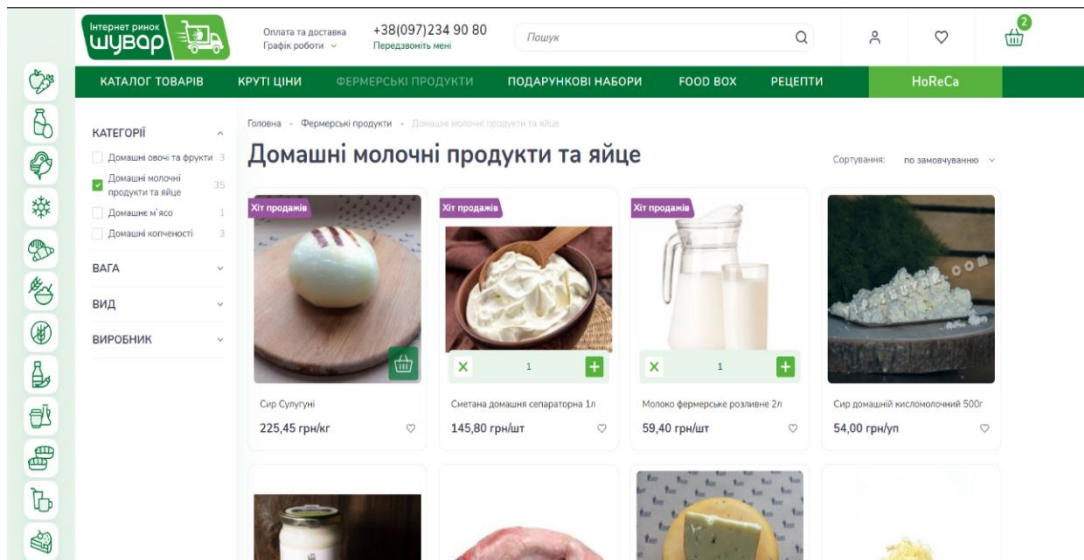 Інтернет ринок
шувар
Оплата та доставка
Графік роботи
+38(097)234 90 80
Передзвоніть мені
Пошук
2
КАТАЛОГ ТОВАРІВ
КРУТІ ЦІНИ
ФЕРМЕРСЬКІ ПРОДУКТИ
ПОДАРУНКОВІ НАБОРИ
FOOD BOX
РЕЦЕПТИ
HoReCa
КАТЕГОРІЇ
Домашні овочі та фрукти 3
Домашні молочні
продукти та яйце 35
Домашнє м`ясо 1
Домашні копченості 3
ВАГА
ВИД
ВИРОБНИК
Головна - Фермерські продукти - Домашні молочні продукти та яйце
Домашні молочні продукти та яйце
Сортування: по замовчуванню
Хіт продажів
Сир Сулугуні
225,45 грн/кг
Хіт продажів
X 1 +
Сметана домашня сепараторна 1л
145,80 грн/шт
Хіт продажів
X 1 +
Молоко фермерське розливне 2л
59,40 грн/шт
Сир домашній кисломолочний 500г
54,00 грн/уп